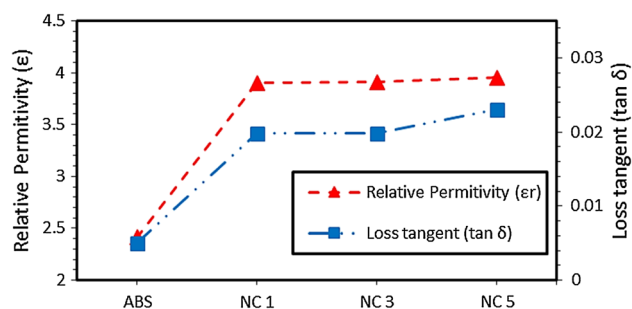 Relative Permitivity (ε)
4.5
4
3.5
3
2.5
2
ABS
NC 1
NC 3
NC 5
Relative Permitivity (εr)
Loss tangent (tan δ)
0.03
0.02
0.01
0
Loss tangent (tan δ)